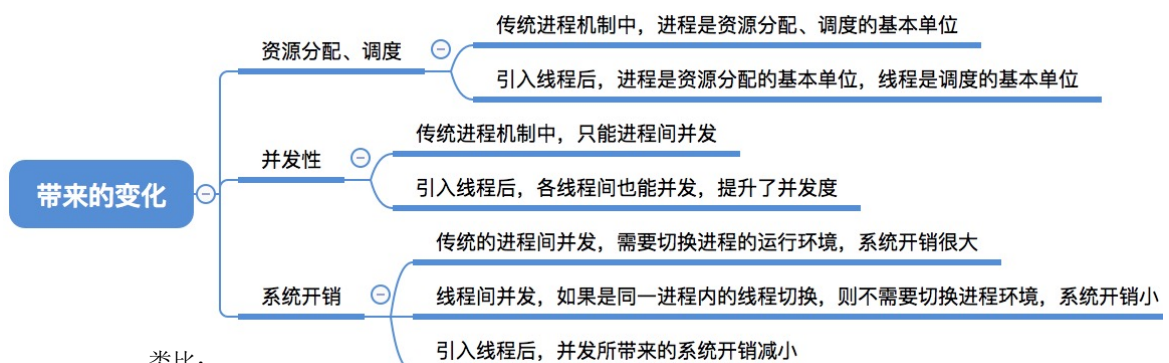 带来的变化
资源分配、调度
传统进程机制中，进程是资源分配、调度的基本单位
引入线程后，进程是资源分配的基本单位，线程是调度的基本单位
并发性
传统进程机制中，只能进程间并发
引入线程后，各线程间也能并发，提升了并发度
系统开销
传统的进程间并发，需要切换进程的运行环境，系统开销很大
线程间并发，如果是同一进程内的线程切换，则不需要切换进程环境，系统开销小
引入线程后，并发所带来的系统开销减小
类比：